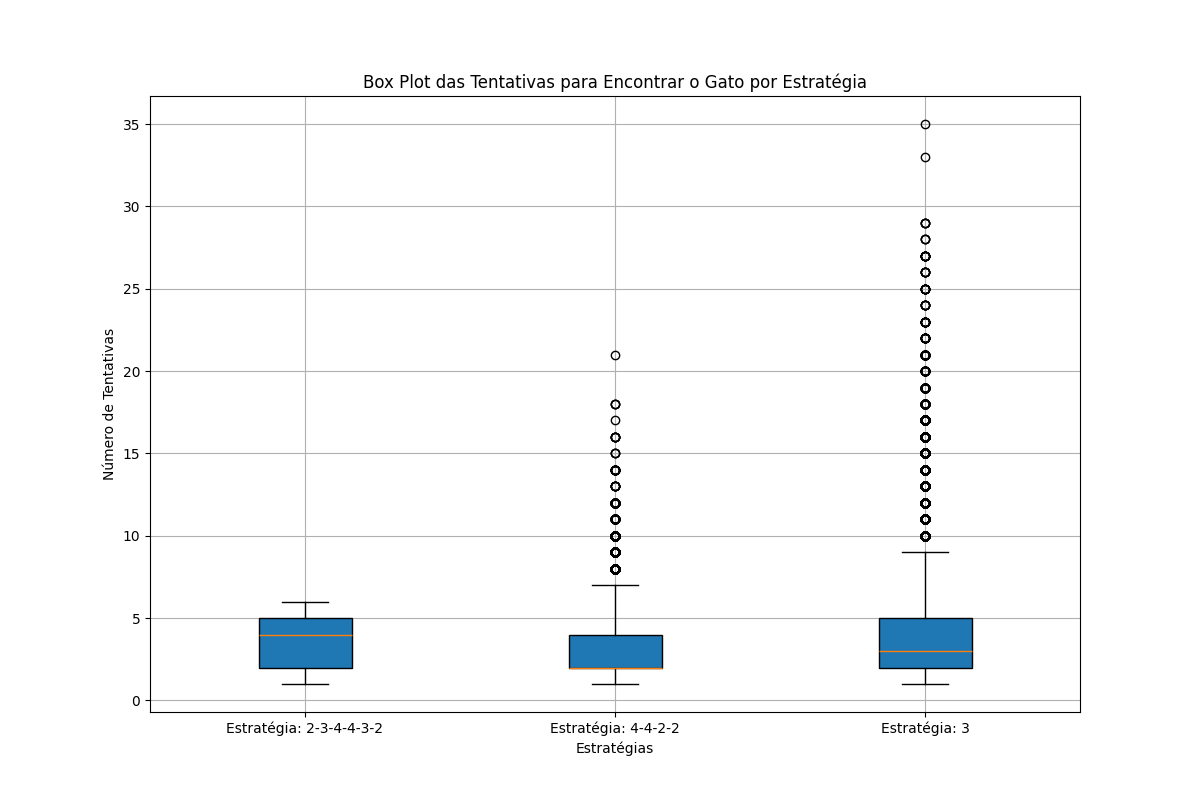 Box Plot das Tentativas para Encontrar o Gato por Estratégia
35
30
25
20
15
10
5
0
Número de Tentativas
Estratégia: 2-3-4-4-3-2
Estratégia: 4-4-2-2
Estratégia: 3
Estratégias